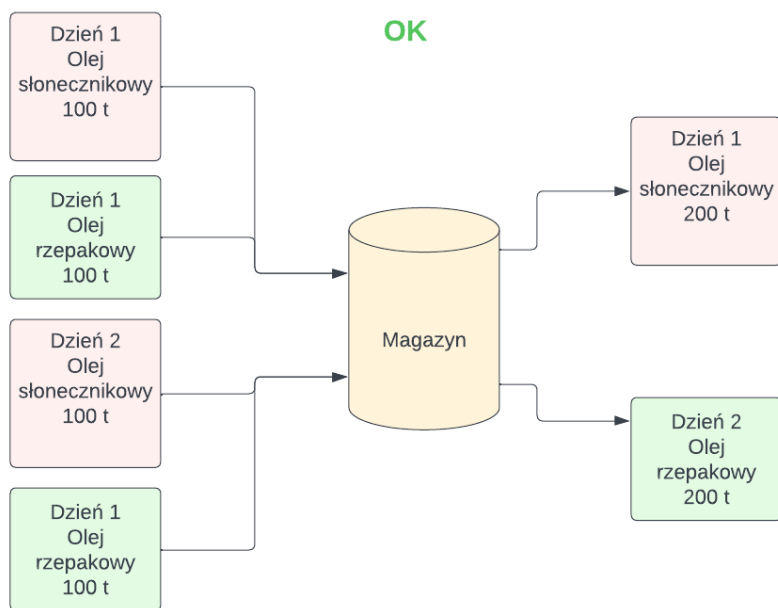 OK
Dzień 1
Olej
słonecznikowy
100 t
Dzień 1
Olej
rzepakowy
100 t
Dzień 2
Olej
słonecznikowy
100 t
Dzień 1
Olej
rzepakowy
100 t
Magazyn
Dzień 1
Olej
słonecznikowy
200 t
Dzień 2
Olej
rzepakowy
200 t